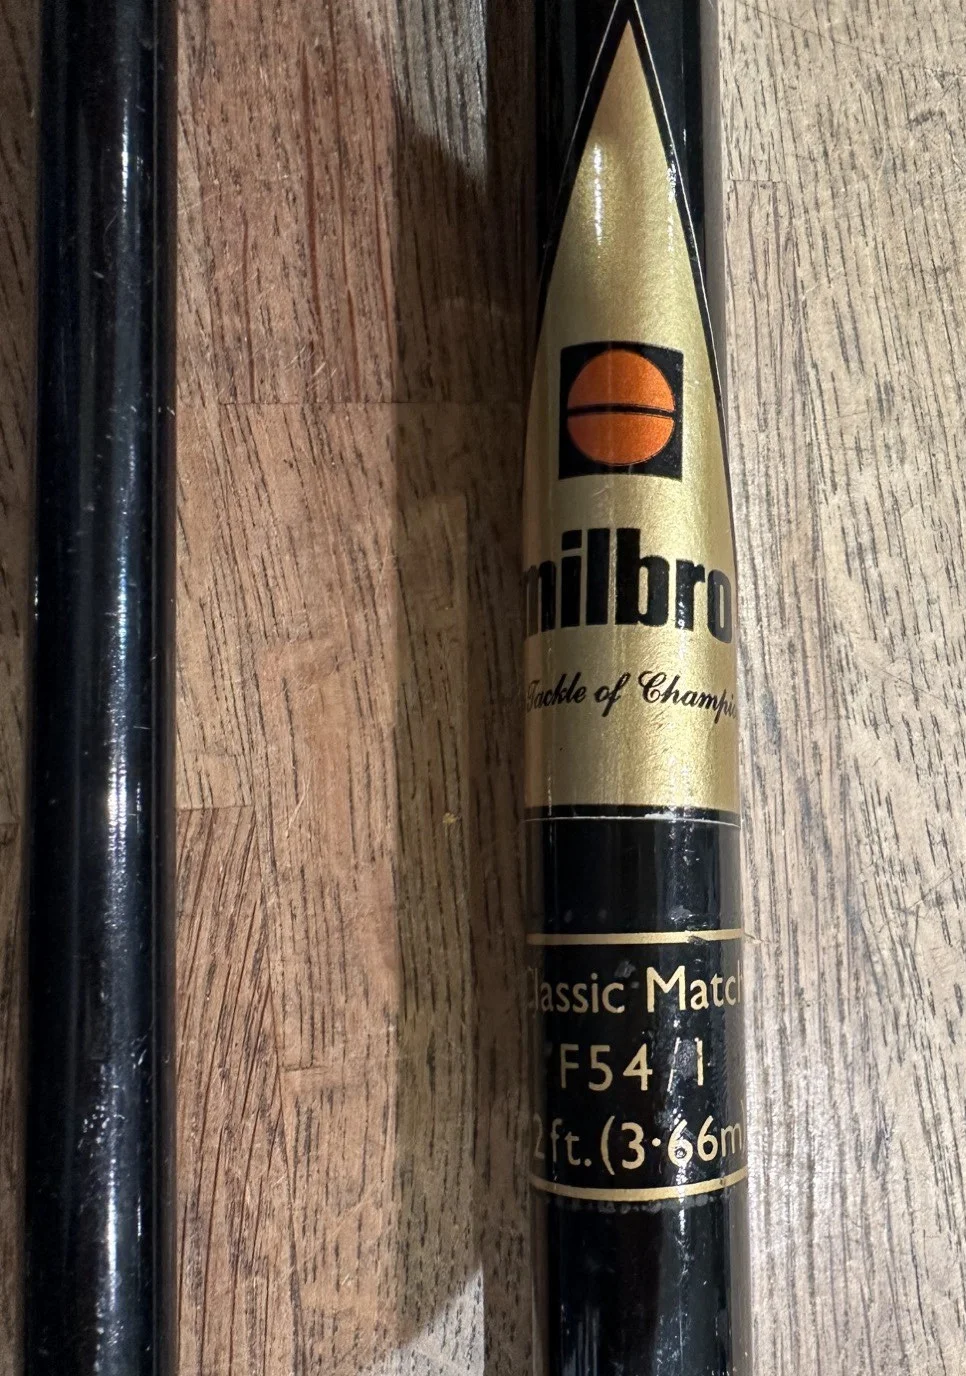 milbro
Tackle of Champi
Classic Match
F54/1
2ft. (3·66m